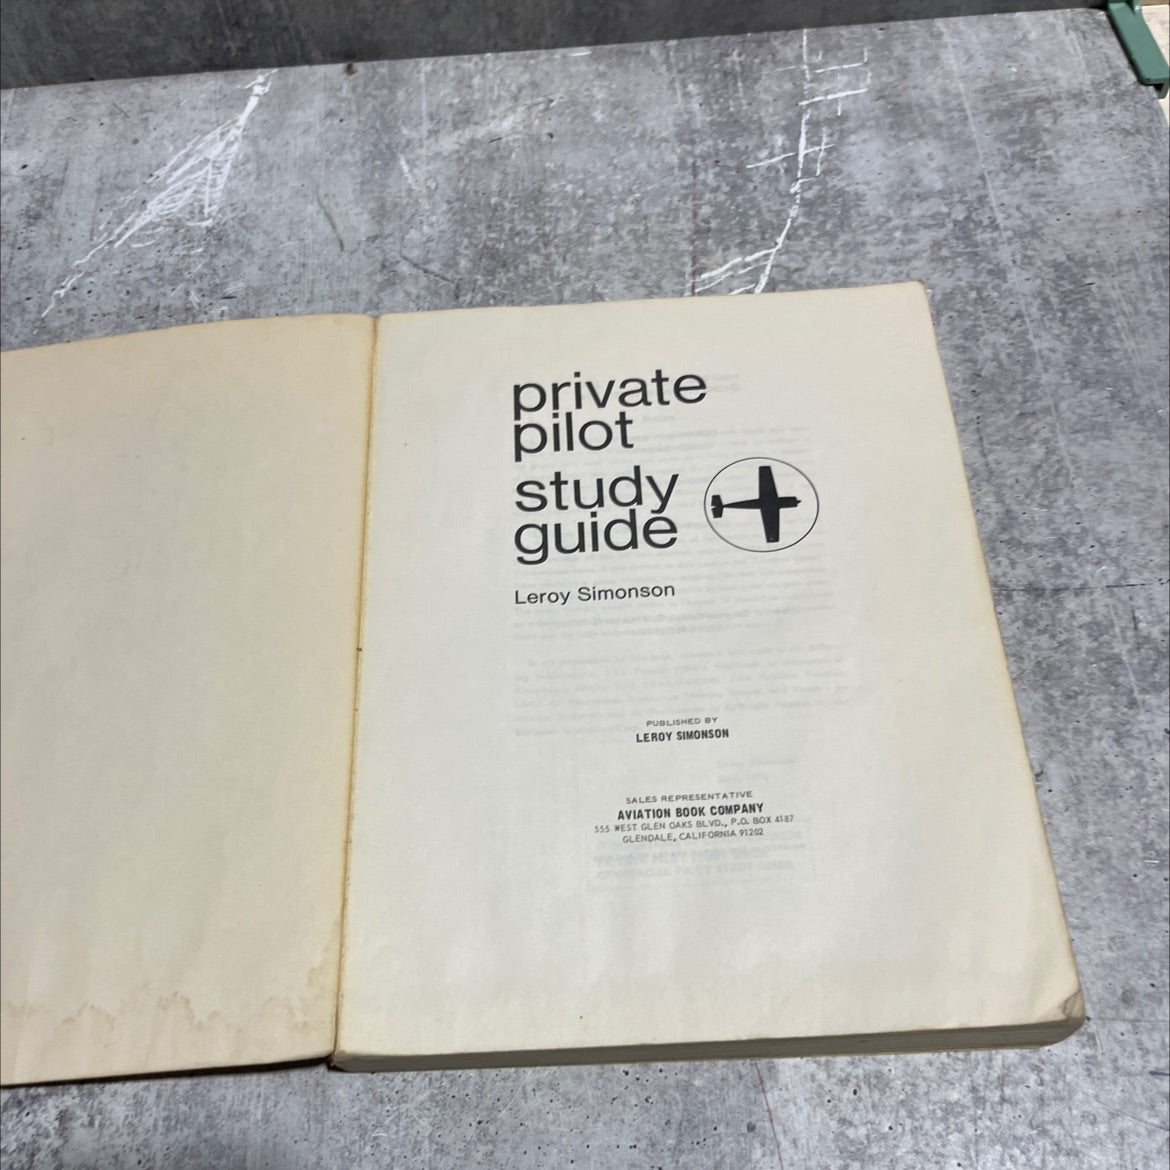 private
pilot
study
guide
Leroy Simonson
PUBLISHED BY
LEROY SIMONSON
SALES REPRESENTATIVE
AVIATION BOOK COMPANY
555 WEST GLEN OAKS BLVD., P.O. BOX 4187
GLENDALE, CALIFORNIA 91202